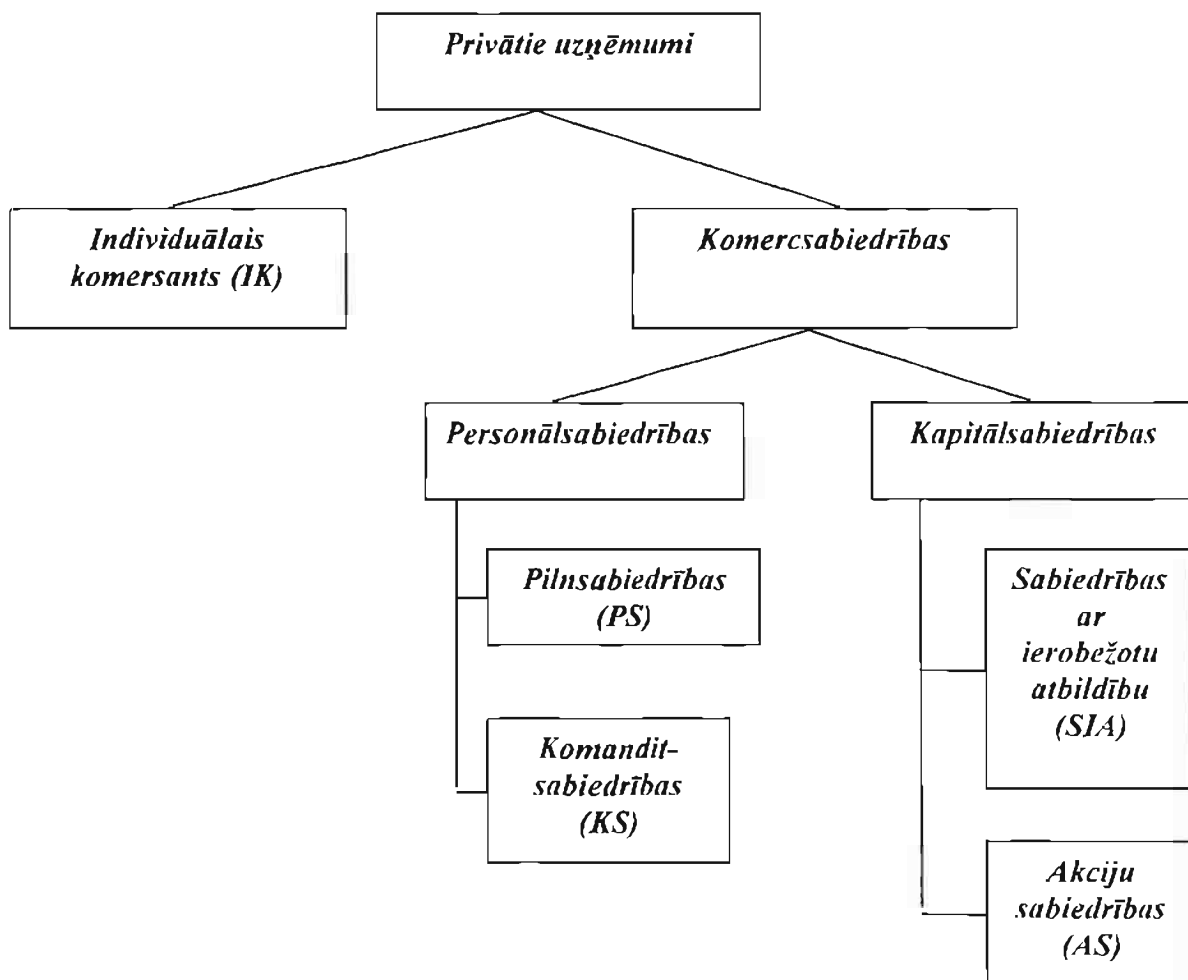 Privātie uzņēmumi
Individuālais
komersants (IK)
Komercsabiedrības
Personālsabiedrības
Kapitālsabiedrības
Pilnsabiedrības
(PS)
Komandit-
sabiedrības
(KS)
Sabiedrības
ar
ierobežotu
atbildību
(SIA)
Akciju
sabiedrības
(AS)